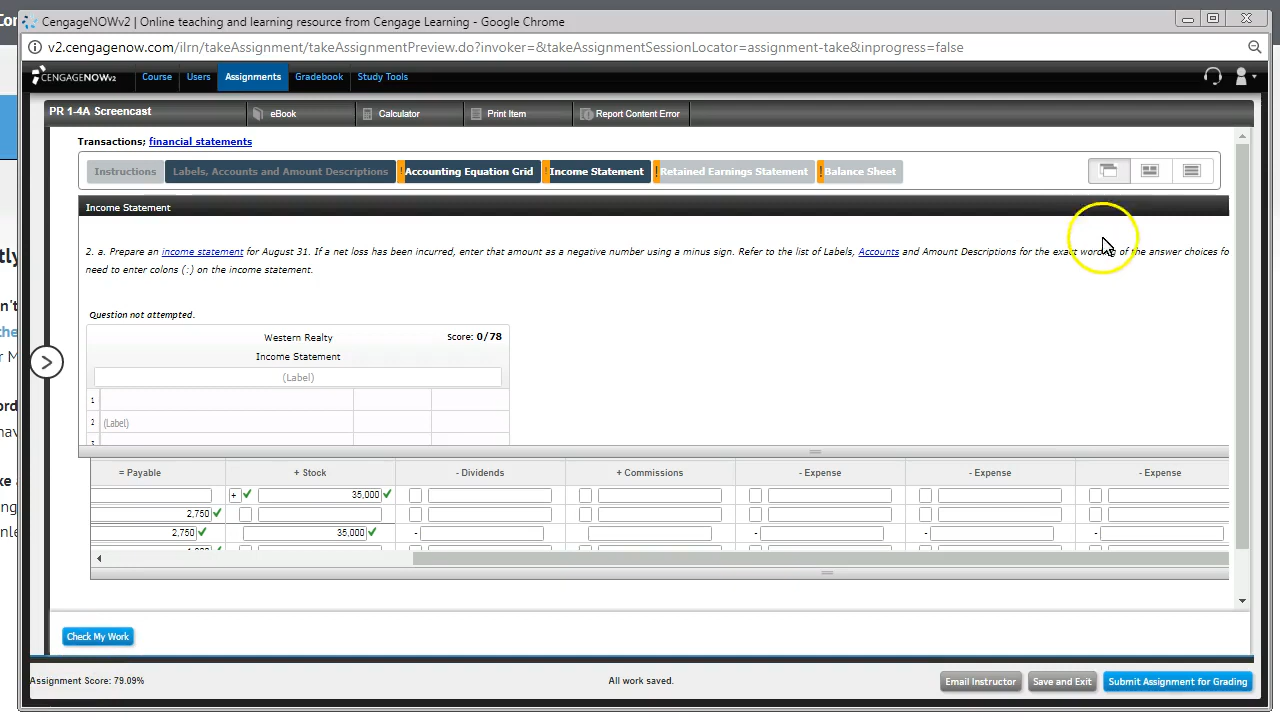 Cor
CengageNOWv2 | Online teaching and learning resource from Cengage Learning - Google Chrome
v2.cengagenow.com/ilrn/takeAssignment/takeAssignmentPreview.do?invoker=&takeAssignmentSessionLocator=assignment-take&inprogress=false
CENGAGENOWv2 Course Users Assignments Gradebook Study Tools
PR 1-4A Screencast eBook Calculator Print Item Report Content Error
Transactions; financial statements
Instructions Labels, Accounts and Amount Descriptions ! Accounting Equation Grid ! Income Statement ! Retained Earnings Statement ! Balance Sheet
Income Statement
2. a. Prepare an income statement for August 31. If a net loss has been incurred, enter that amount as a negative number using a minus sign. Refer to the list of Labels, Accounts and Amount Descriptions for the exact wording of the answer choices fo
need to enter colons (:) on the income statement.
Question not attempted.
Western Realty Score: 0/78
Income Statement
(Label)
1
2 (Label)
3
= Payable + Stock - Dividends + Commissions - Expense - Expense - Expense
+ 35,000
2,750
2,750 35,000 - - - -
Check My Work
Assignment Score: 79.09% All work saved. Email Instructor Save and Exit Submit Assignment for Grading